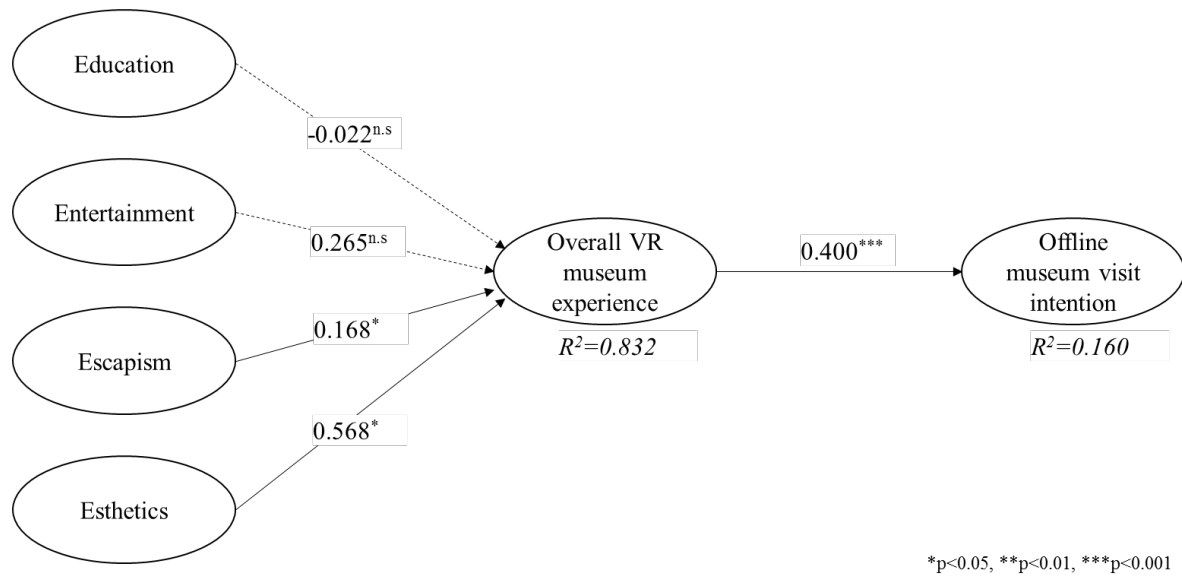 Education
-0.022n.s
Entertainment
0.265n.s
Escapism
0.168*
Esthetics
0.568*
Overall VR
museum
experience
R2=0.832
0.400***
Offline
museum visit
intention
R2=0.160
*p<0.05, **p<0.01, ***p<0.001